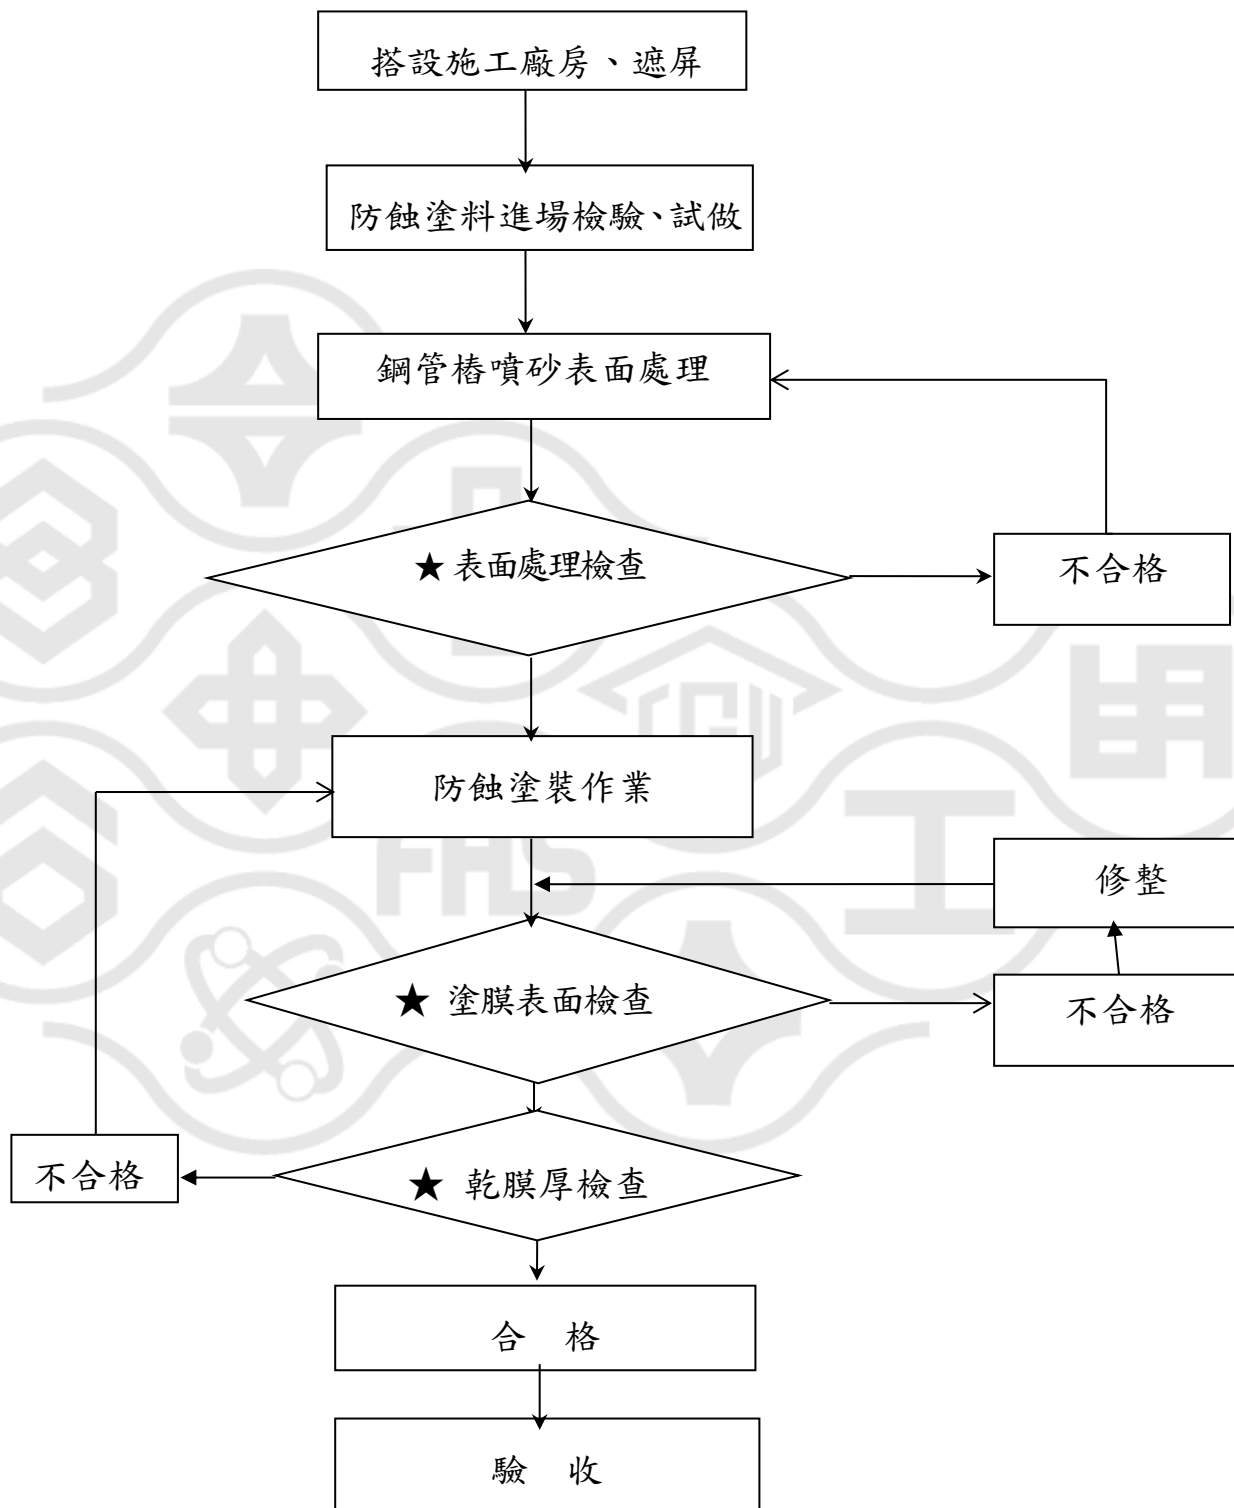 搭設施工廠房、遮屏
防蝕塗料進場檢驗、試做
鋼管樁噴砂表面處理
★表面處理檢查
不合格
防蝕塗裝作業
修整
★ 塗膜表面檢查
不合格
不合格
★ 乾膜厚檢查
合 格
驗 收